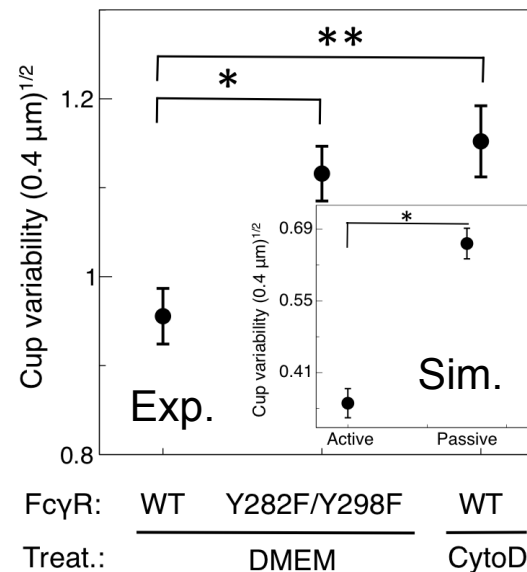 **
*
Cup variability (0.4 μm)1/2
1.2
1
0.8
Exp.
*
Cup variability (0.4 μm)1/2
0.69
0.55
0.41
Sim.
Active Passive
FcγR: WT Y282F/Y298F WT
Treat.: DMEM CytoD